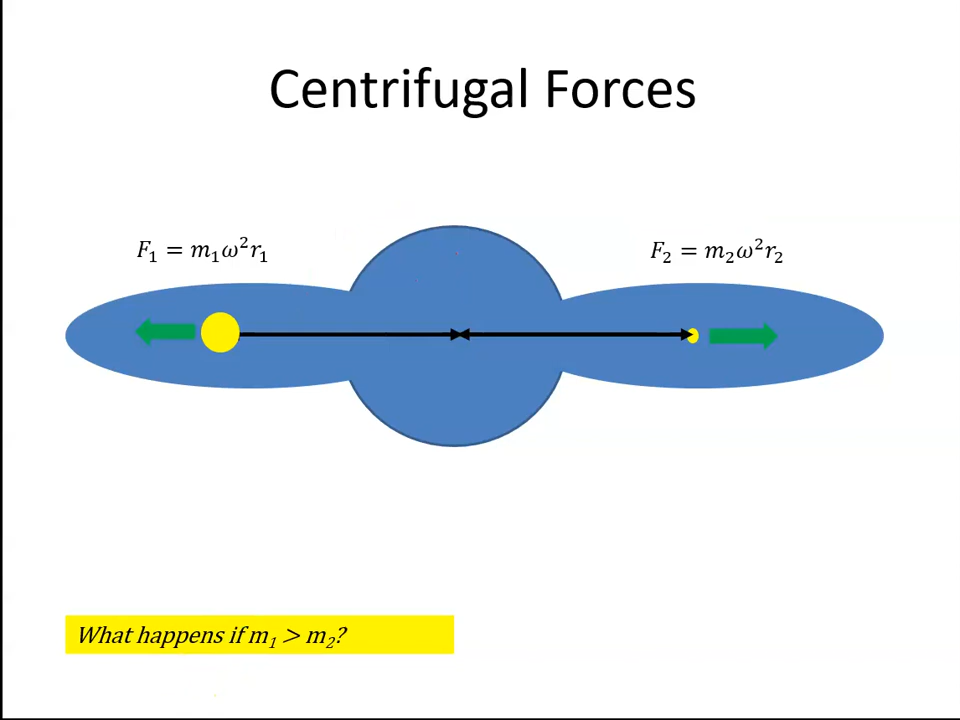 Centrifugal Forces
F₁ = m₁ω²r₁
F₂ = m₂ω²r₂
What happens if m₁ > m₂?